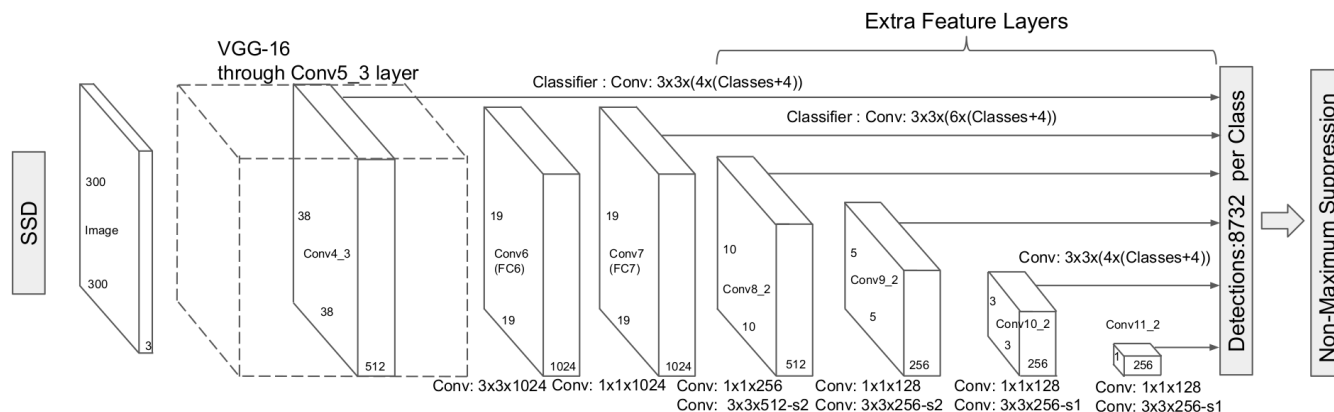 Extra Feature Layers
VGG-16
through Conv5_3 layer
Classifier : Conv: 3x3x(4x(Classes+4))
Classifier : Conv: 3x3x(6x(Classes+4))
SSD
300
Image
300
3
38
Conv4_3
38
512
19
Conv6
(FC6)
19
1024
19
Conv7
(FC7)
19
1024
10
Conv8_2
10
512
5
Conv9_2
5
256
Conv: 3x3x(4x(Classes+4))
3
Conv10_2
3
256
Conv11_2
1
256
Detections:8732 per Class
Non-Maximum Suppression
Conv: 3x3x1024
Conv: 1x1x1024
Conv: 1x1x256
Conv: 3x3x512-s2
Conv: 1x1x128
Conv: 3x3x256-s2
Conv: 1x1x128
Conv: 3x3x256-s1
Conv: 1x1x128
Conv: 3x3x256-s1